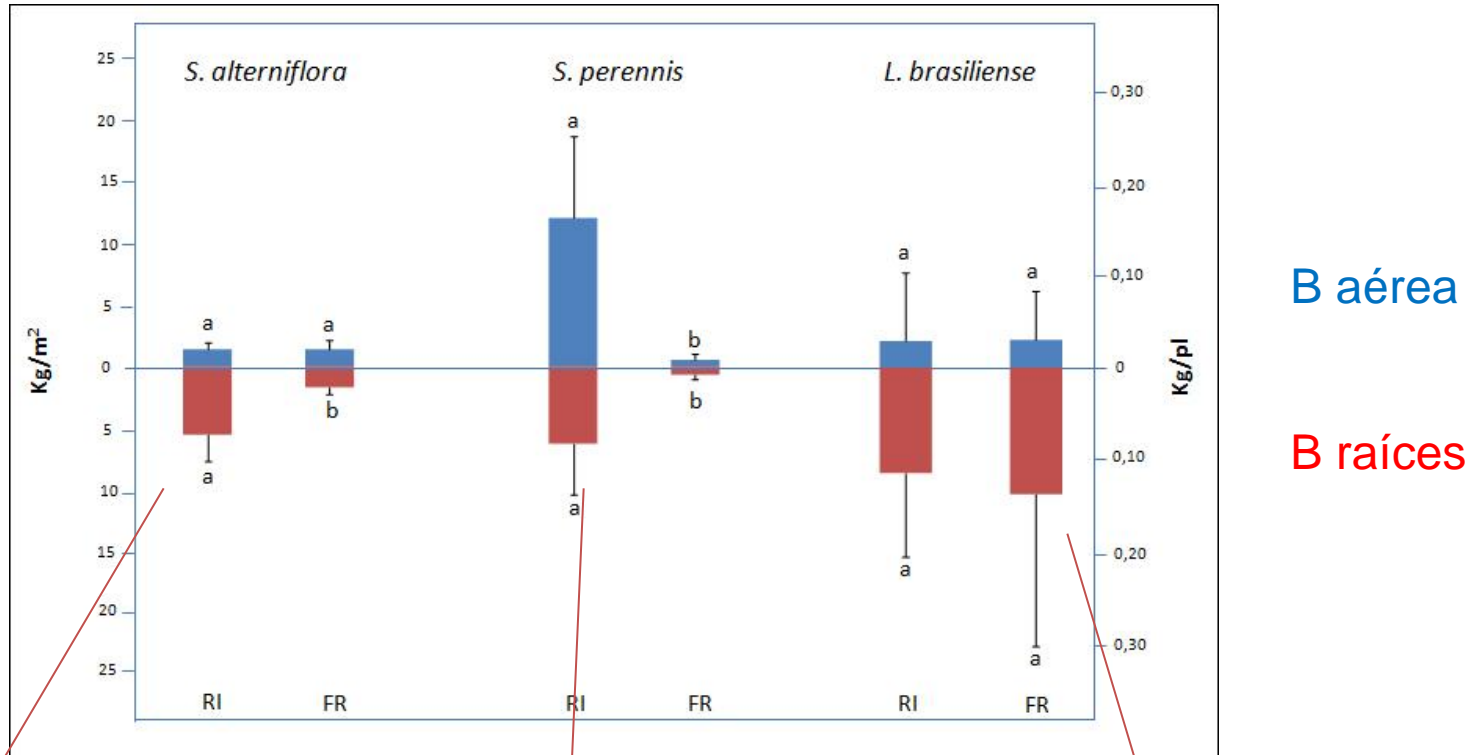 S. alterniflora S. perennis L. brasiliense
25
20
15
10
5
0
5
10
15
20
25
Kg/m²
0,30
0,20
0,10
0
0,10
0,20
0,30
Kg/pl
a a a b a a
a b a b a a
RI FR RI FR RI FR
B aérea
B raíces